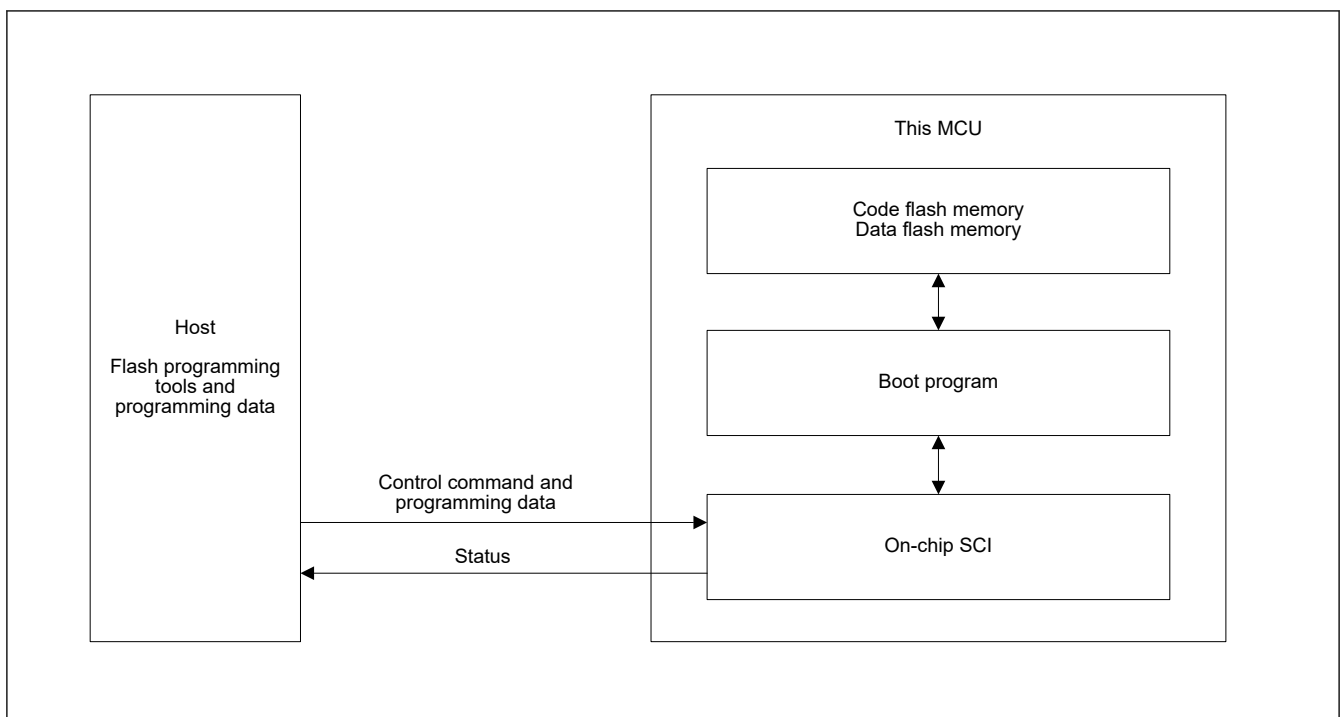 This MCU
Code flash memory
Data flash memory
Host
Flash programming
tools and
programming data
Boot program
Control command and
programming data
On-chip SCI
Status